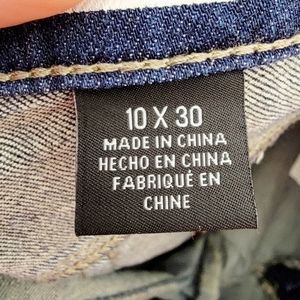 10 X 30
MADE IN CHINA
HECHO EN CHINA
FABRIQUÉ EN
CHINE